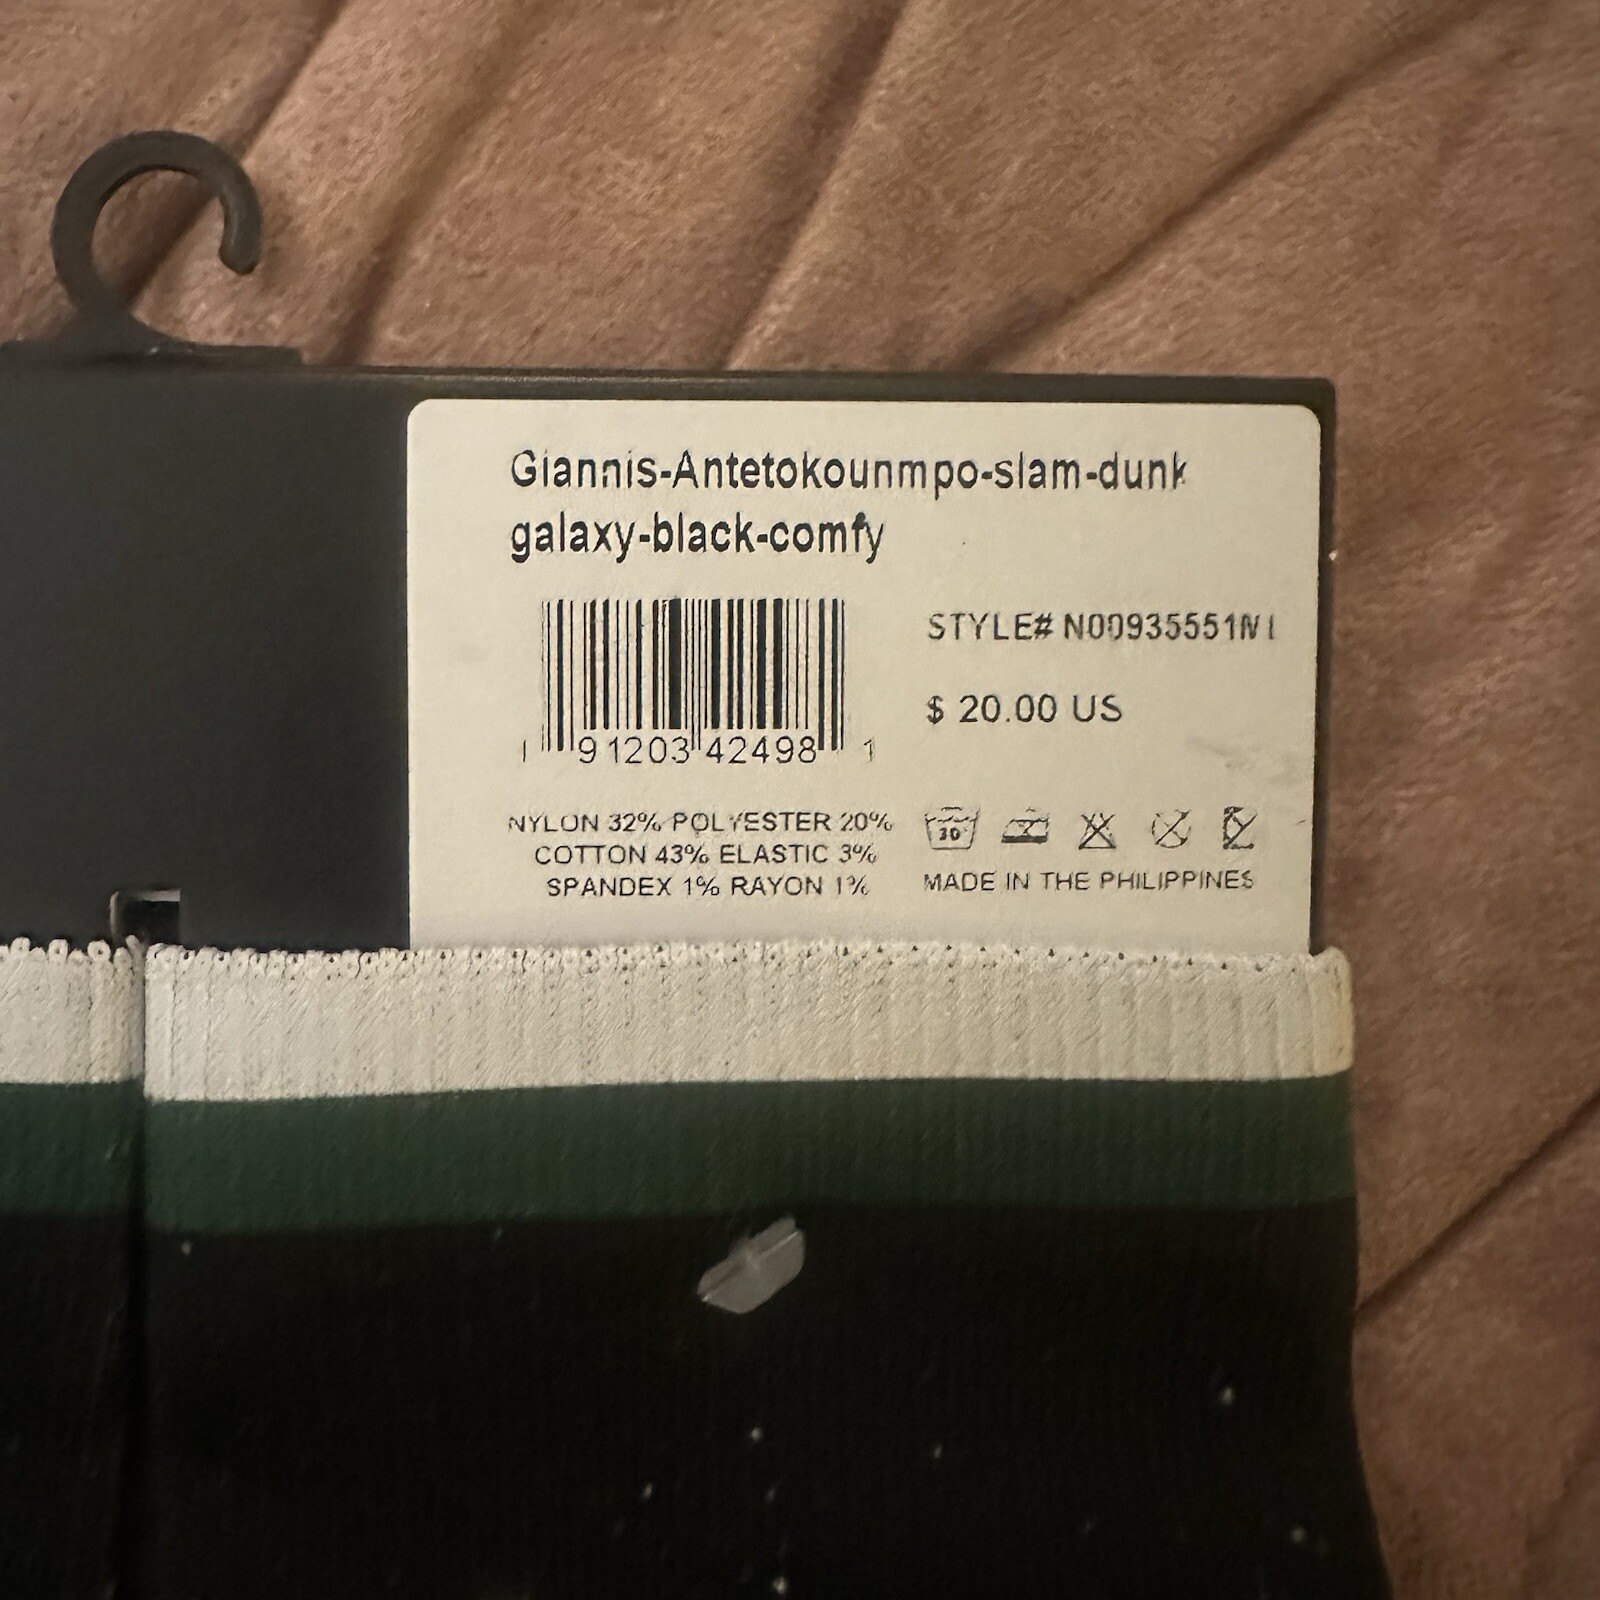 Giannis-Antetokounmpo-slam-dunk
galaxy-black-comfy
STYLE# N00935551N1
$ 20.00 US
1 91203 42498 1
NYLON 32% POLYESTER 20%
COTTON 43% ELASTIC 3%
SPANDEX 1% RAYON 1%
30
MADE IN THE PHILIPPINES